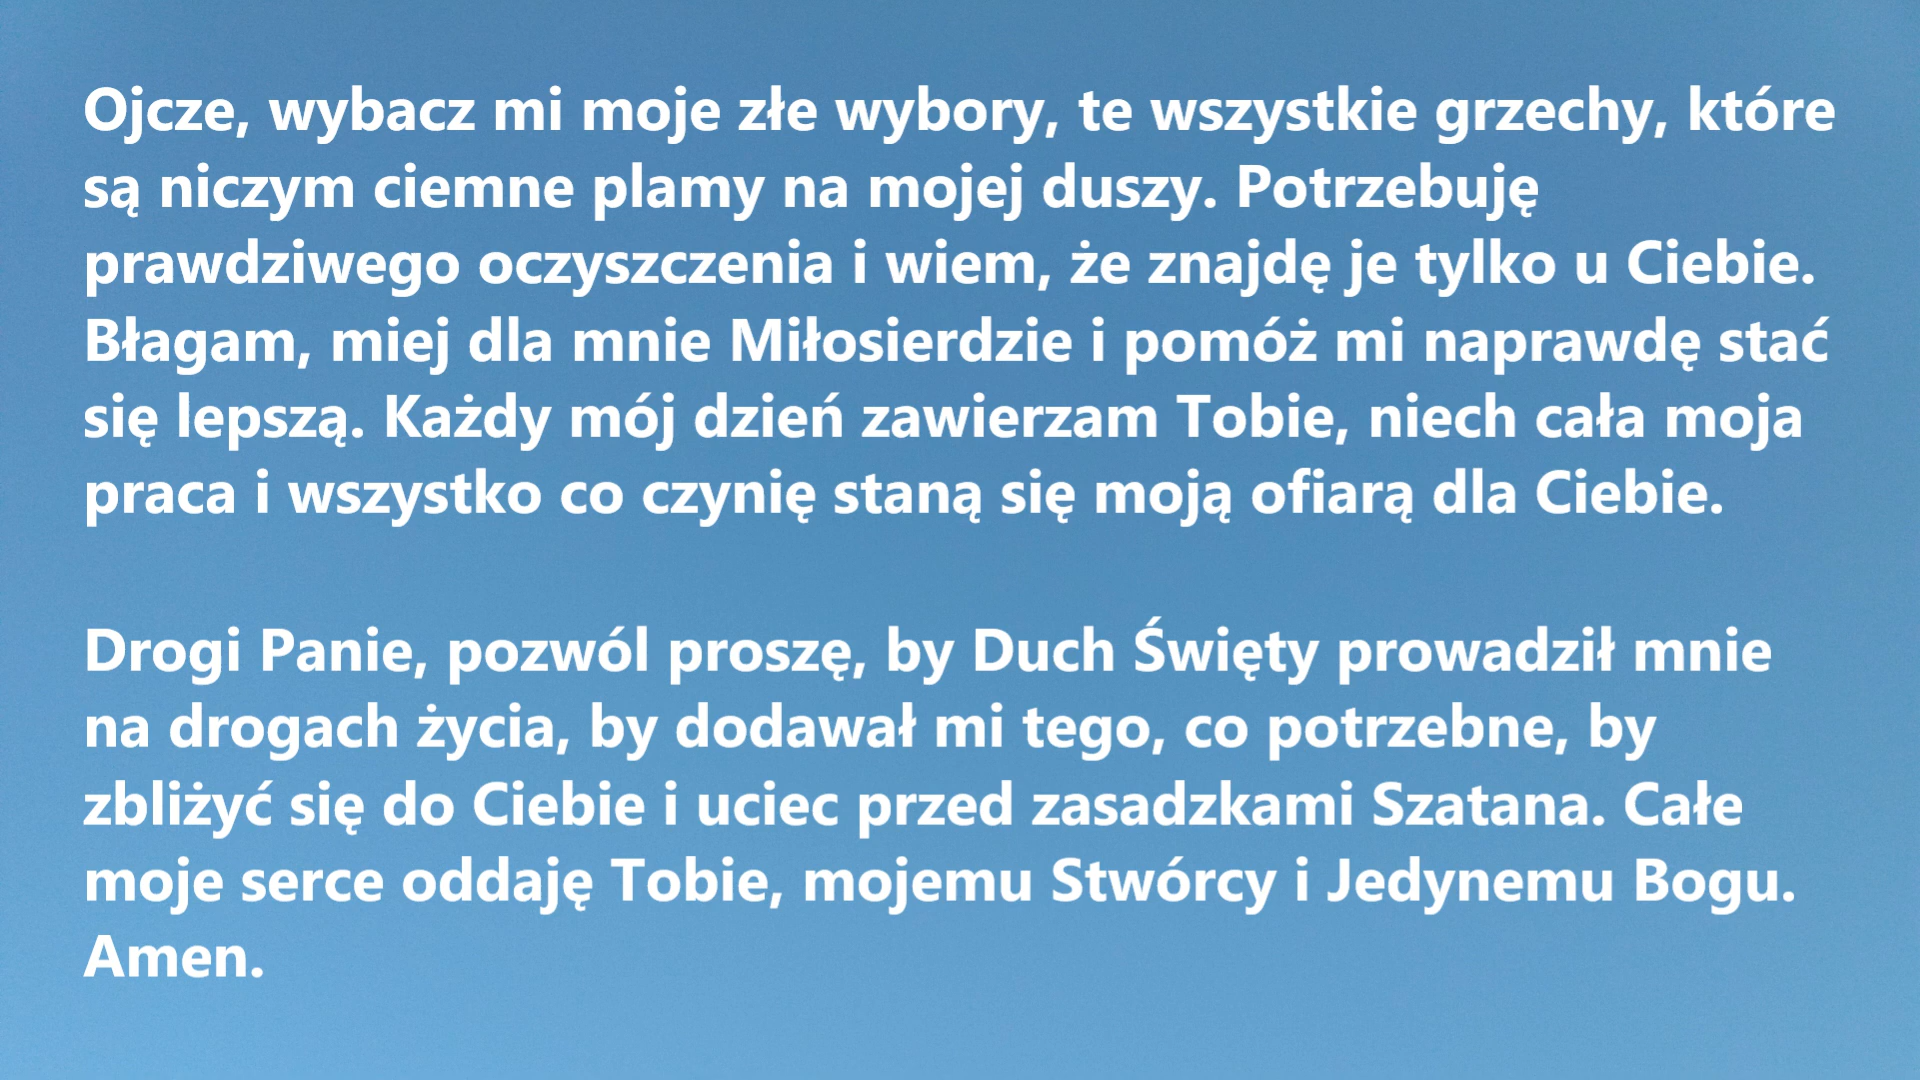 Ojcze, wybacz mi moje złe wybory, te wszystkie grzechy, które
są niczym ciemne plamy na mojej duszy. Potrzebuję
prawdziwego oczyszczenia i wiem, że znajdę je tylko u Ciebie.
Błagam, miej dla mnie Miłosierdzie i pomóż mi naprawdę stać
się lepszą. Każdy mój dzień zawierzam Tobie, niech cała moja
praca i wszystko co czynię staną się moją ofiarą dla Ciebie.
Drogi Panie, pozwól proszę, by Duch Święty prowadził mnie
na drogach życia, by dodawał mi tego, co potrzebne, by
zbliżyć się do Ciebie i uciec przed zasadzkami Szatana. Całe
moje serce oddaję Tobie, mojemu Stwórcy i Jedynemu Bogu.
Amen.